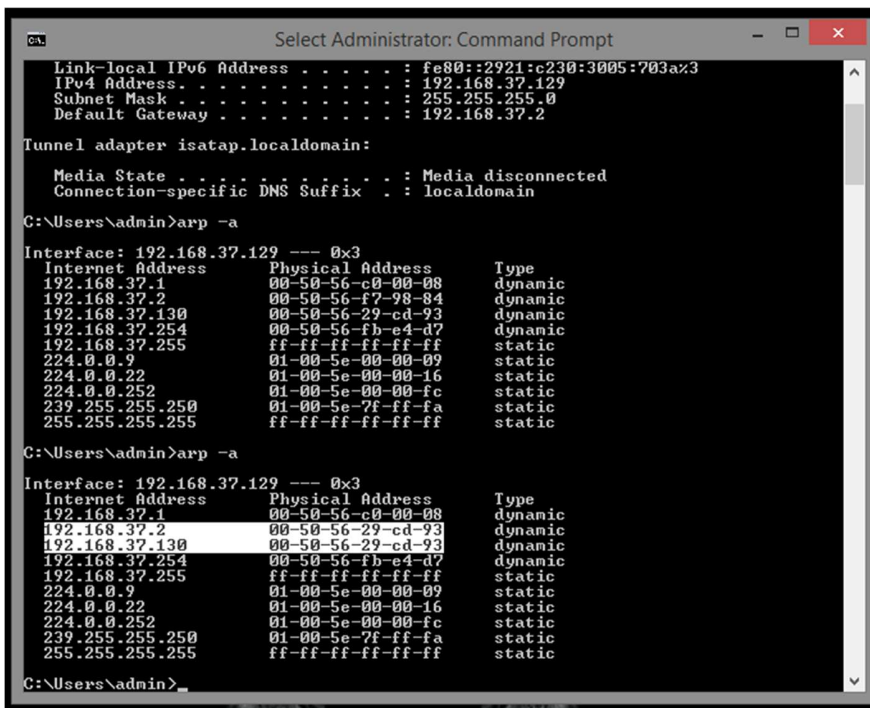 Select Administrator: Command Prompt
Link-local IPv6 Address . . . . . : fe80::2921:c230:3005:703a%3
IPv4 Address. . . . . . . . . . . : 192.168.37.129
Subnet Mask . . . . . . . . . . . : 255.255.255.0
Default Gateway . . . . . . . . . : 192.168.37.2
Tunnel adapter isatap.localdomain:
Media State . . . . . . . . . . . : Media disconnected
Connection-specific DNS Suffix  . : localdomain
C:\Users\admin>arp -a
Interface: 192.168.37.129 --- 0x3
Internet Address Physical Address Type
192.168.37.1 00-50-56-c0-00-08 dynamic
192.168.37.2 00-50-56-f7-98-84 dynamic
192.168.37.130 00-50-56-29-cd-93 dynamic
192.168.37.254 00-50-56-fb-e4-d7 dynamic
192.168.37.255 ff-ff-ff-ff-ff-ff static
224.0.0.9 01-00-5e-00-00-09 static
224.0.0.22 01-00-5e-00-00-16 static
224.0.0.252 01-00-5e-00-00-fc static
239.255.255.250 01-00-5e-7f-ff-fa static
255.255.255.255 ff-ff-ff-ff-ff-ff static
C:\Users\admin>arp -a
Interface: 192.168.37.129 --- 0x3
Internet Address Physical Address Type
192.168.37.1 00-50-56-c0-00-08 dynamic
192.168.37.2 00-50-56-29-cd-93 dynamic
192.168.37.130 00-50-56-29-cd-93 dynamic
192.168.37.254 00-50-56-fb-e4-d7 dynamic
192.168.37.255 ff-ff-ff-ff-ff-ff static
224.0.0.9 01-00-5e-00-00-09 static
224.0.0.22 01-00-5e-00-00-16 static
224.0.0.252 01-00-5e-00-00-fc static
239.255.255.250 01-00-5e-7f-ff-fa static
255.255.255.255 ff-ff-ff-ff-ff-ff static
C:\Users\admin>_